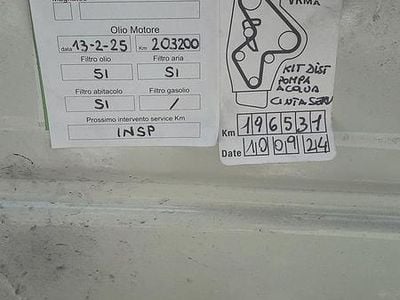 Olio Motore
data 13-2-25 Km 203200
Filtro olio Filtro aria
SI SI
Filtro abitacolo Filtro gasolio
SI /
Prossimo intervento service Km
INSP
KIT DIST
POMPA
ACQUA
CINTA SERV
Km 196531
Date 10 09 24